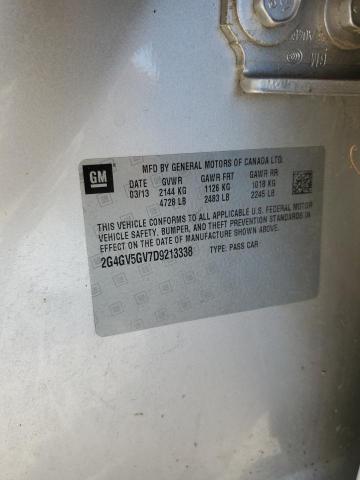 GM
MFD BY GENERAL MOTORS OF CANADA LTD.
DATE GVWR GAWR FRT GAWR RR
03/13 2144 KG 1126 KG 1018 KG
4728 LB 2483 LB 2245 LB
THIS VEHICLE CONFORMS TO ALL APPLICABLE U.S. FEDERAL MOTOR
VEHICLE SAFETY, BUMPER, AND THEFT PREVENTION STANDARDS IN
EFFECT ON THE DATE OF MANUFACTURE SHOWN ABOVE.
2G4GV5GV7D9213338 TYPE: PASS CAR